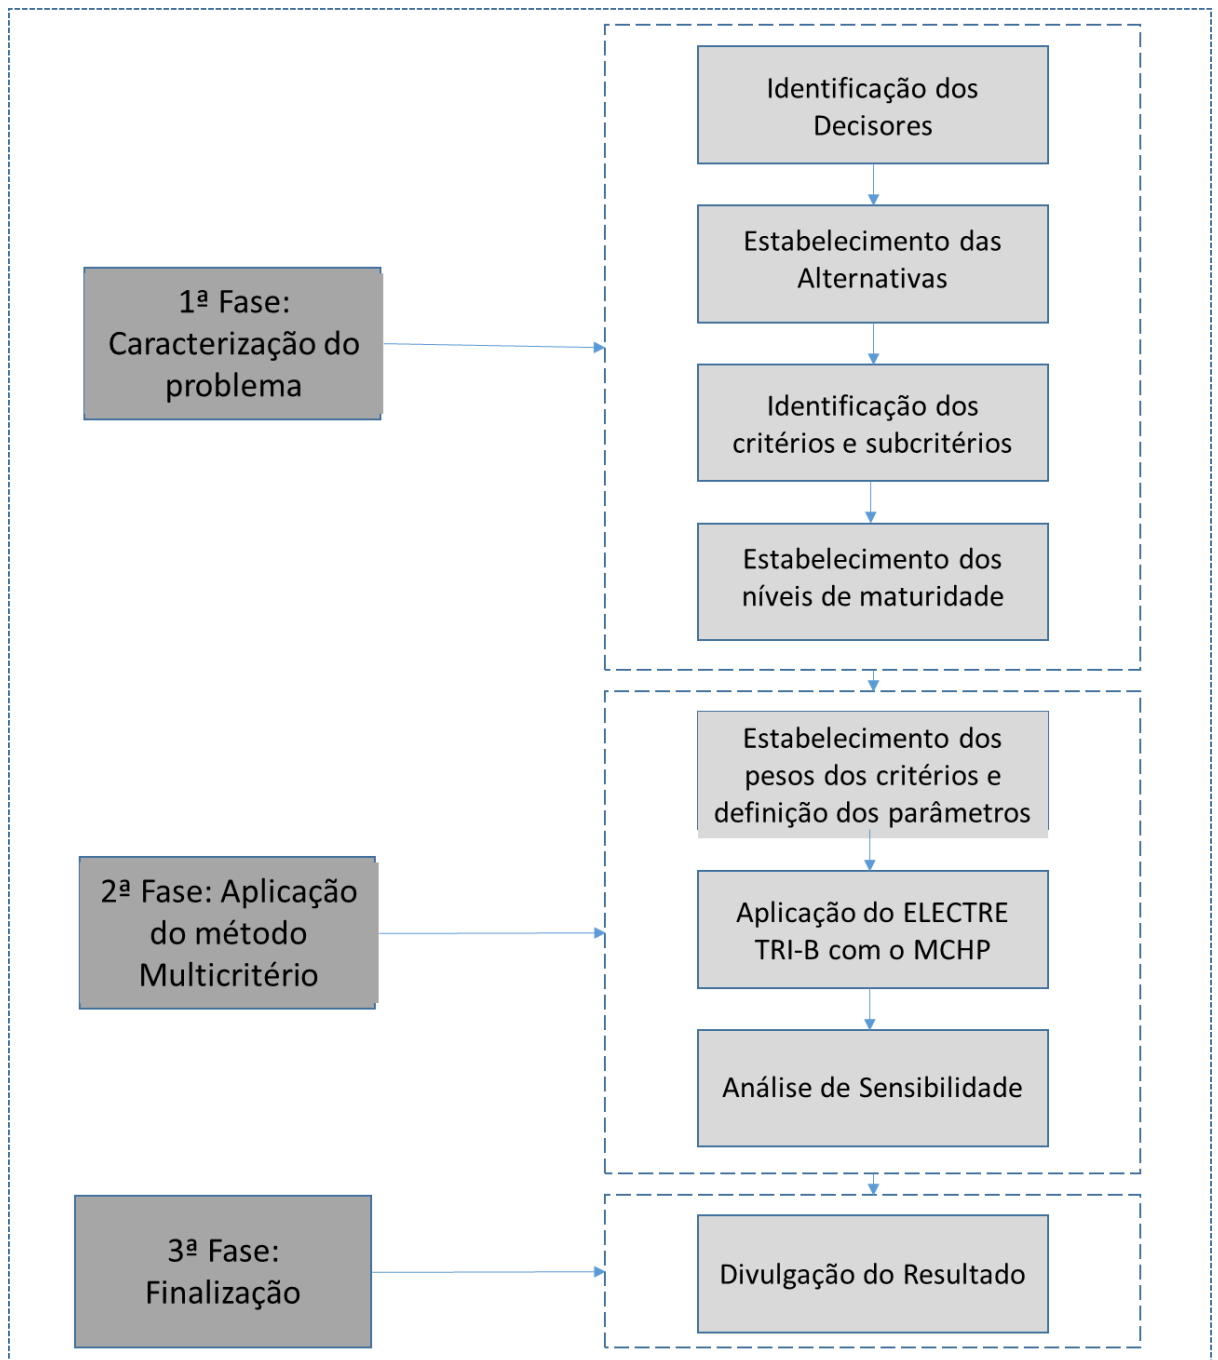 1ª Fase:
Caracterização do
problema
Identificação dos
Decisores
Estabelecimento das
Alternativas
Identificação dos
critérios e subcritérios
Estabelecimento dos
níveis de maturidade
2ª Fase: Aplicação
do método
Multicritério
Estabelecimento dos
pesos dos critérios e
definição dos parâmetros
Aplicação do ELECTRE
TRI-B com o MCHP
Análise de Sensibilidade
3ª Fase:
Finalização
Divulgação do Resultado